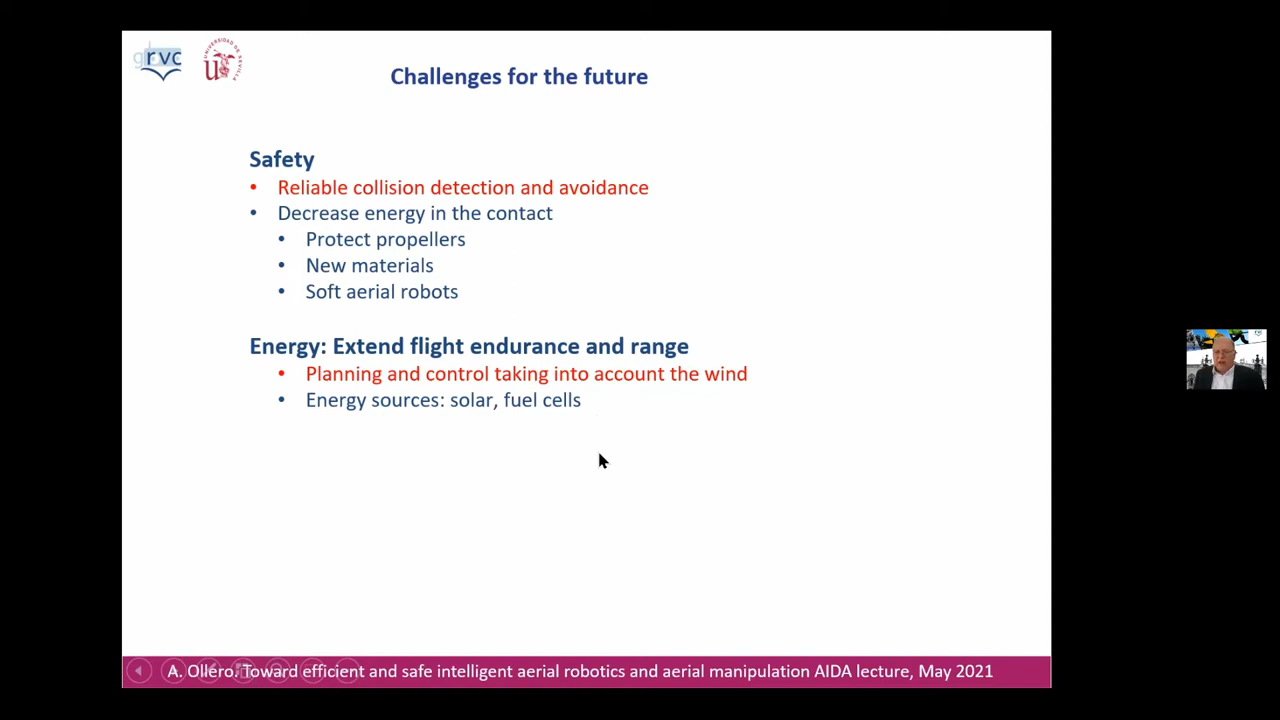 grvc
UNIVERSIDAD DE SEVILLA
Challenges for the future
Safety
• Reliable collision detection and avoidance
• Decrease energy in the contact
• Protect propellers
• New materials
• Soft aerial robots
Energy: Extend flight endurance and range
• Planning and control taking into account the wind
• Energy sources: solar, fuel cells
A. Ollero. Toward efficient and safe intelligent aerial robotics and aerial manipulation AIDA lecture, May 2021